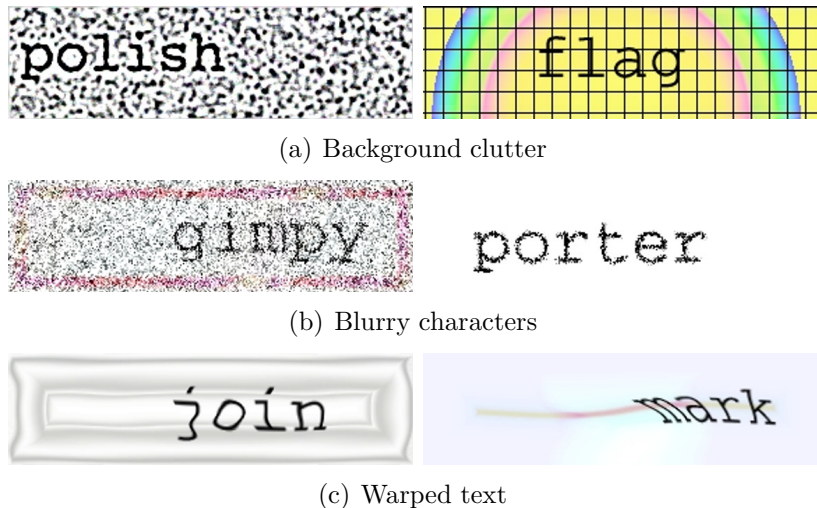 polish flag
(a) Background clutter
gimpy porter
(b) Blurry characters
join mark
(c) Warped text